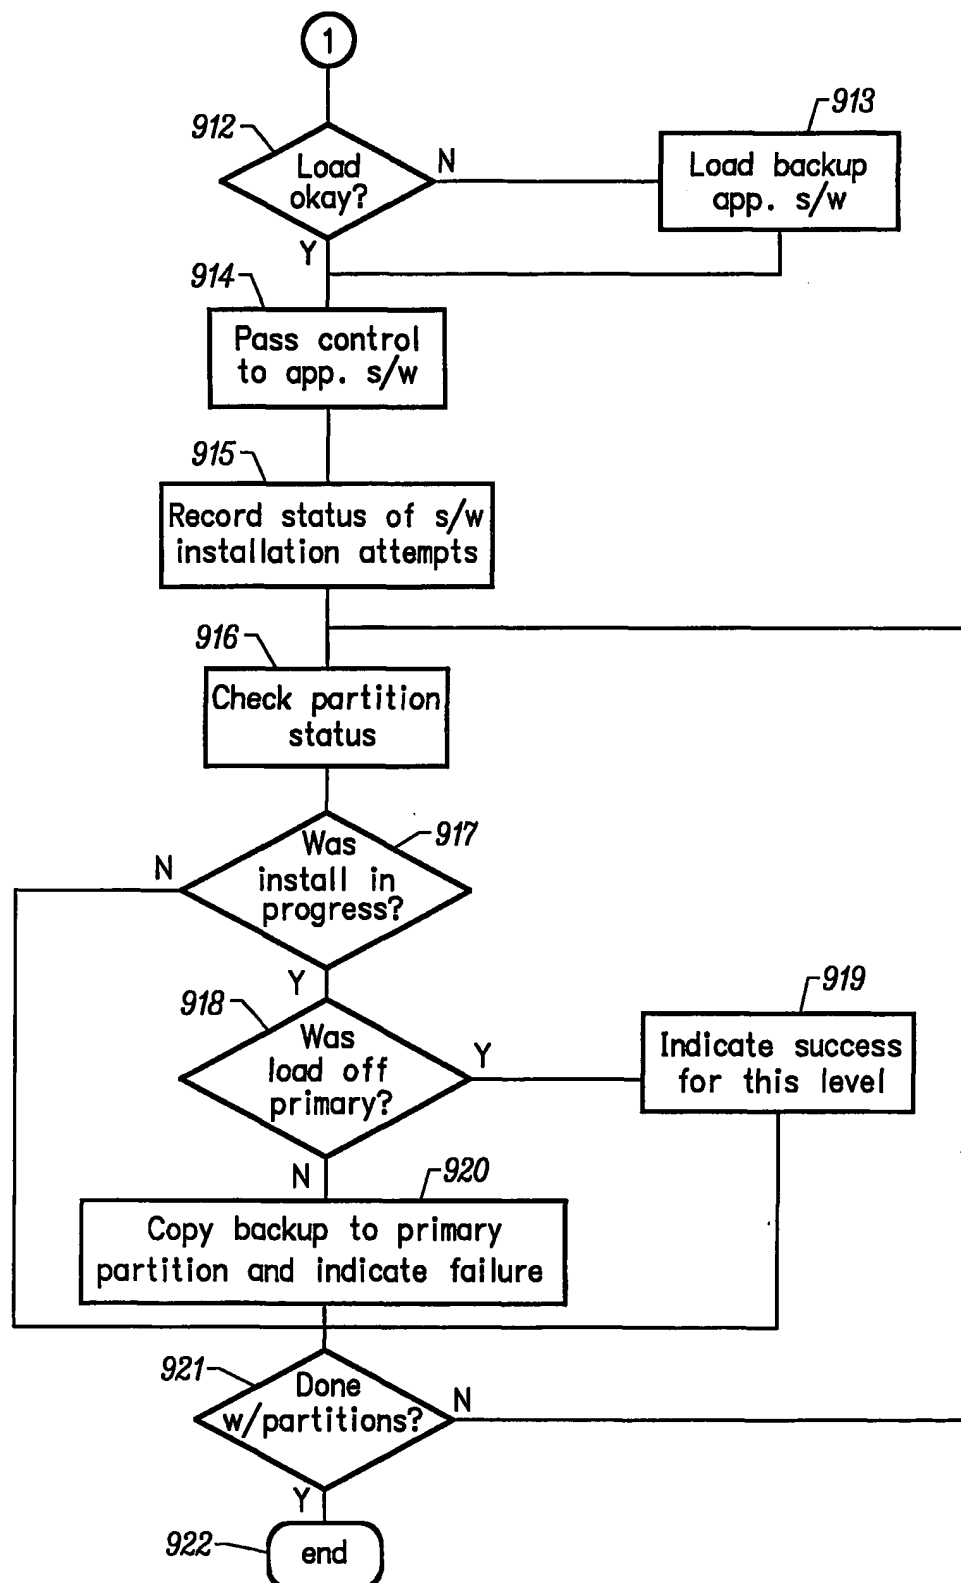 1
912
Load
okay?
N
913
Load backup
app. s/w
Y
914
Pass control
to app. s/w
915
Record status of s/w
installation attempts
916
Check partition
status
917
Was
install in
progress?
N
Y
918
Was
load off
primary?
Y
919
Indicate success
for this level
N
920
Copy backup to primary
partition and indicate failure
921
Done
w/partitions?
N
Y
922
end